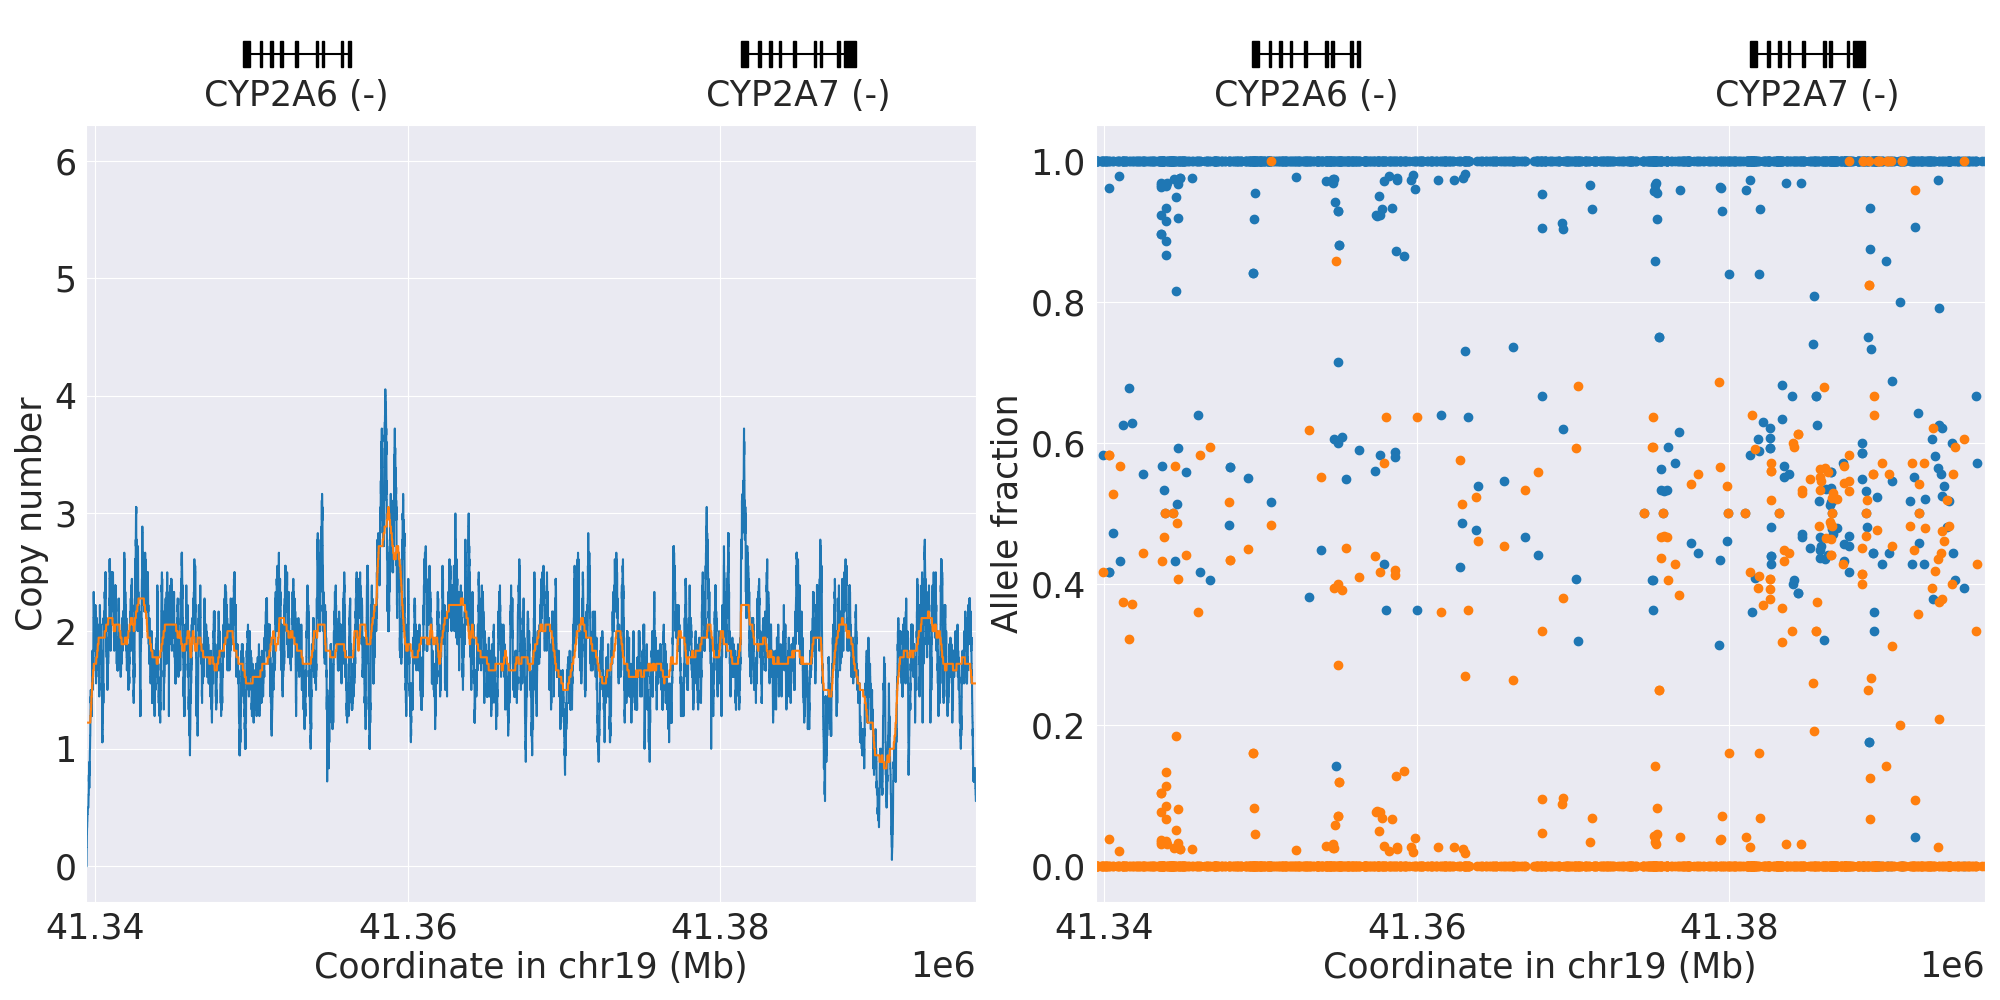 CYP2A6 (-)
CYP2A7 (-)
CYP2A6 (-)
CYP2A7 (-)
6
5
4
3
2
1
0
Copy number
41.34
41.36
41.38
Coordinate in chr19 (Mb)
1e6
1.0
0.8
0.6
0.4
0.2
0.0
Allele fraction
41.34
41.36
41.38
Coordinate in chr19 (Mb)
1e6